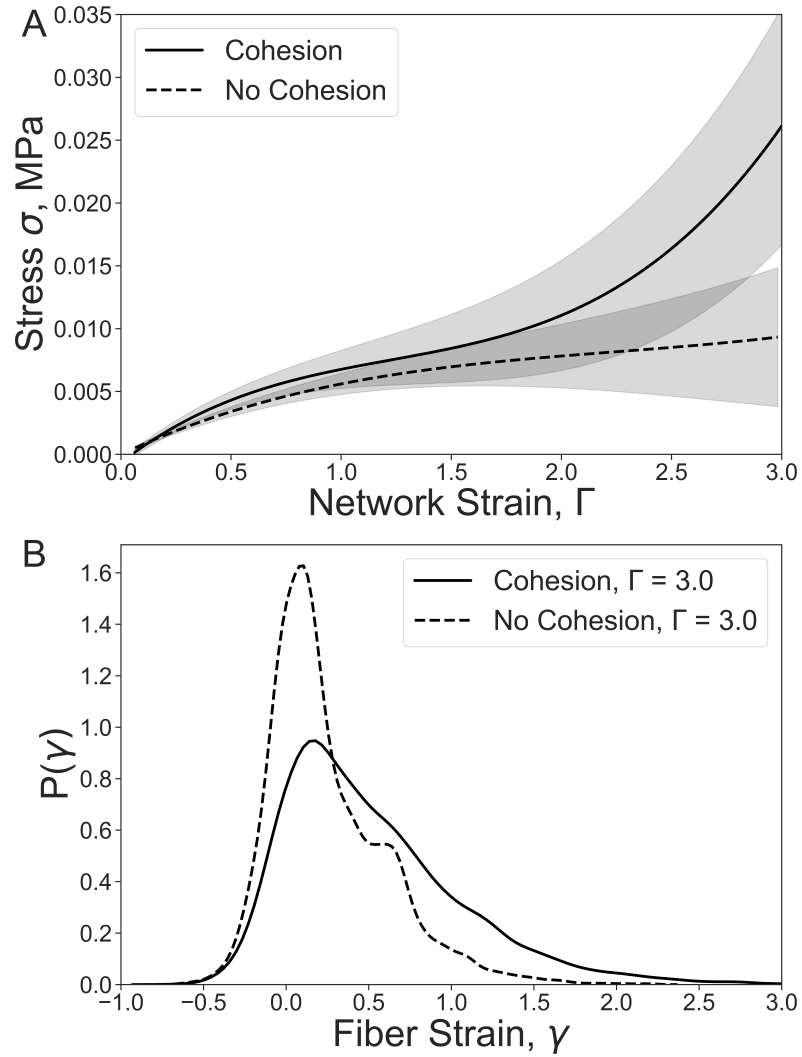 A
0.035
0.030
0.025
0.020
0.015
0.010
0.005
0.000
Stress σ, MPa
Cohesion
No Cohesion
0.0 0.5 1.0 1.5 2.0 2.5 3.0
Network Strain, Γ
B
1.6
1.4
1.2
1.0
0.8
0.6
0.4
0.2
0.0
P(γ)
Cohesion, Γ = 3.0
No Cohesion, Γ = 3.0
−1.0 −0.5 0.0 0.5 1.0 1.5 2.0 2.5 3.0
Fiber Strain, γ